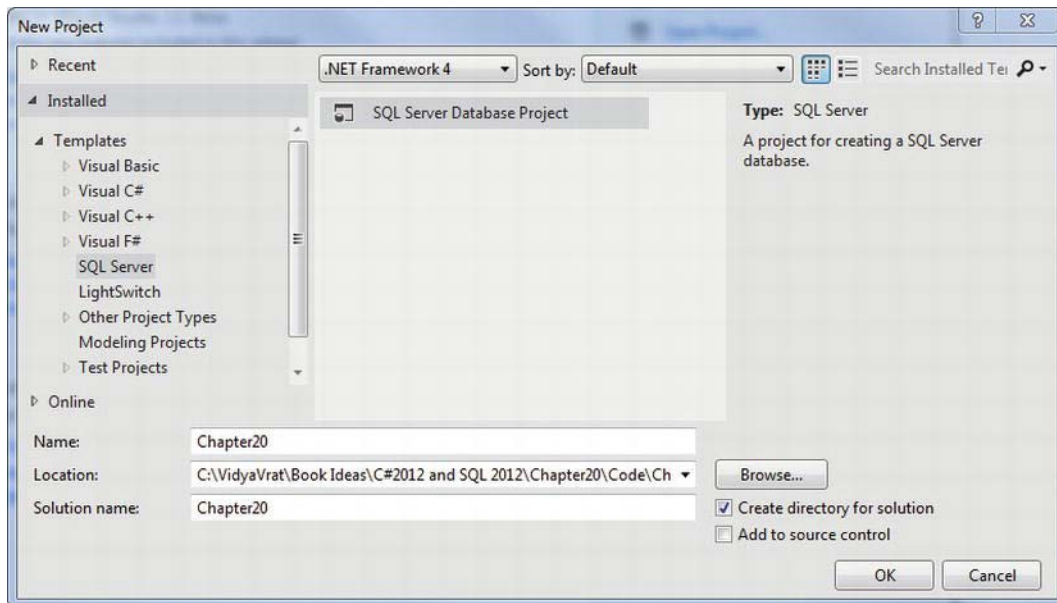 New Project
Recent
.NET Framework 4
Sort by: Default
Search Installed Te
Installed
SQL Server Database Project
Type: SQL Server
A project for creating a SQL Server
database.
Templates
Visual Basic
Visual C#
Visual C++
Visual F#
SQL Server
LightSwitch
Other Project Types
Modeling Projects
Test Projects
Online
Name: Chapter20
Location: C:\VidyaVrat\Book Ideas\C#2012 and SQL 2012\Chapter20\Code\Ch
Browse...
Solution name: Chapter20
Create directory for solution
Add to source control
OK
Cancel